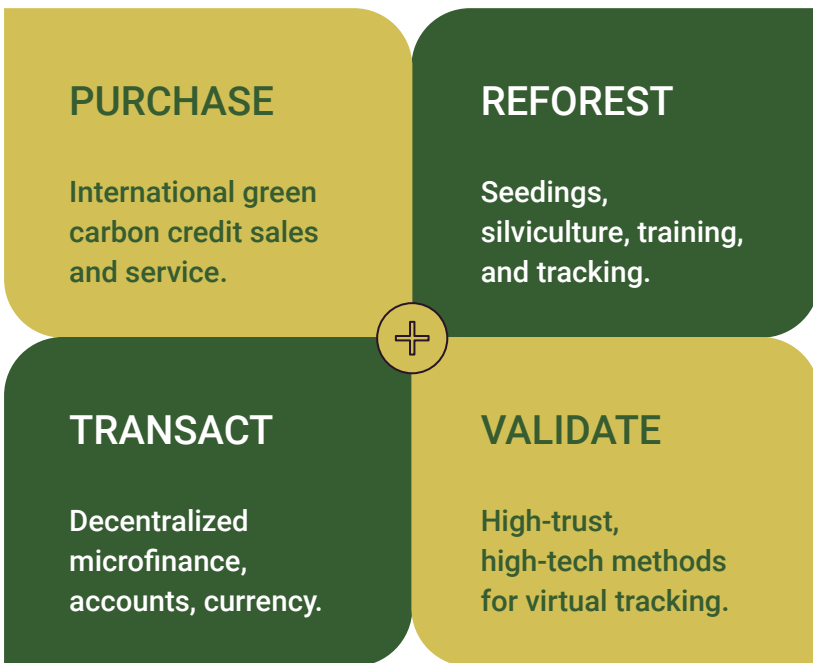 PURCHASE
International green
carbon credit sales
and service.
REFOREST
Seedings,
silviculture, training,
and tracking.
TRANSACT
Decentralized
microfinance,
accounts, currency.
VALIDATE
High-trust,
high-tech methods
for virtual tracking.